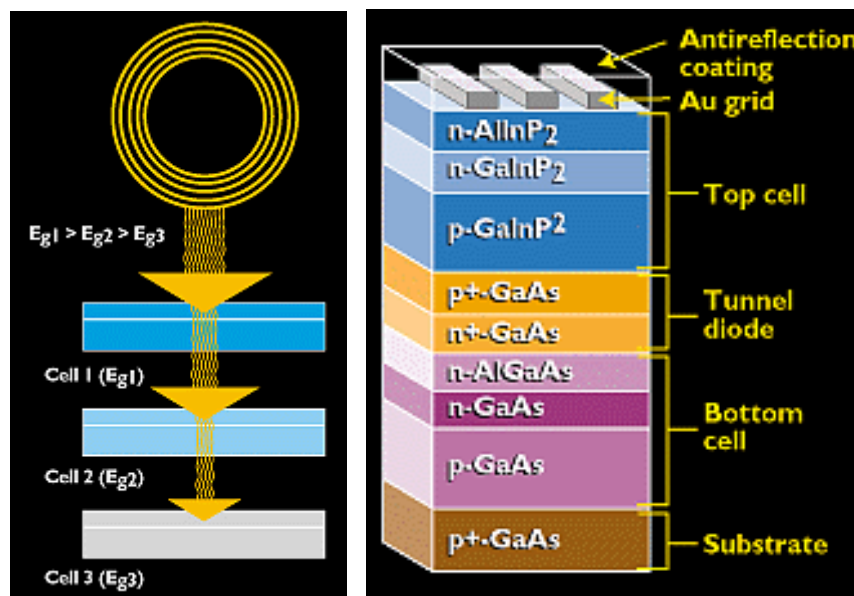 Eg1 > Eg2 > Eg3
Cell 1 (Eg1)
Cell 2 (Eg2)
Cell 3 (Eg3)
Antireflection
coating
Au grid
n-AlInP2
n-GaInP2
p-GaInP2
Top cell
p+-GaAs
n+-GaAs
Tunnel
diode
n-AlGaAs
n-GaAs
p-GaAs
Bottom
cell
p+-GaAs
Substrate